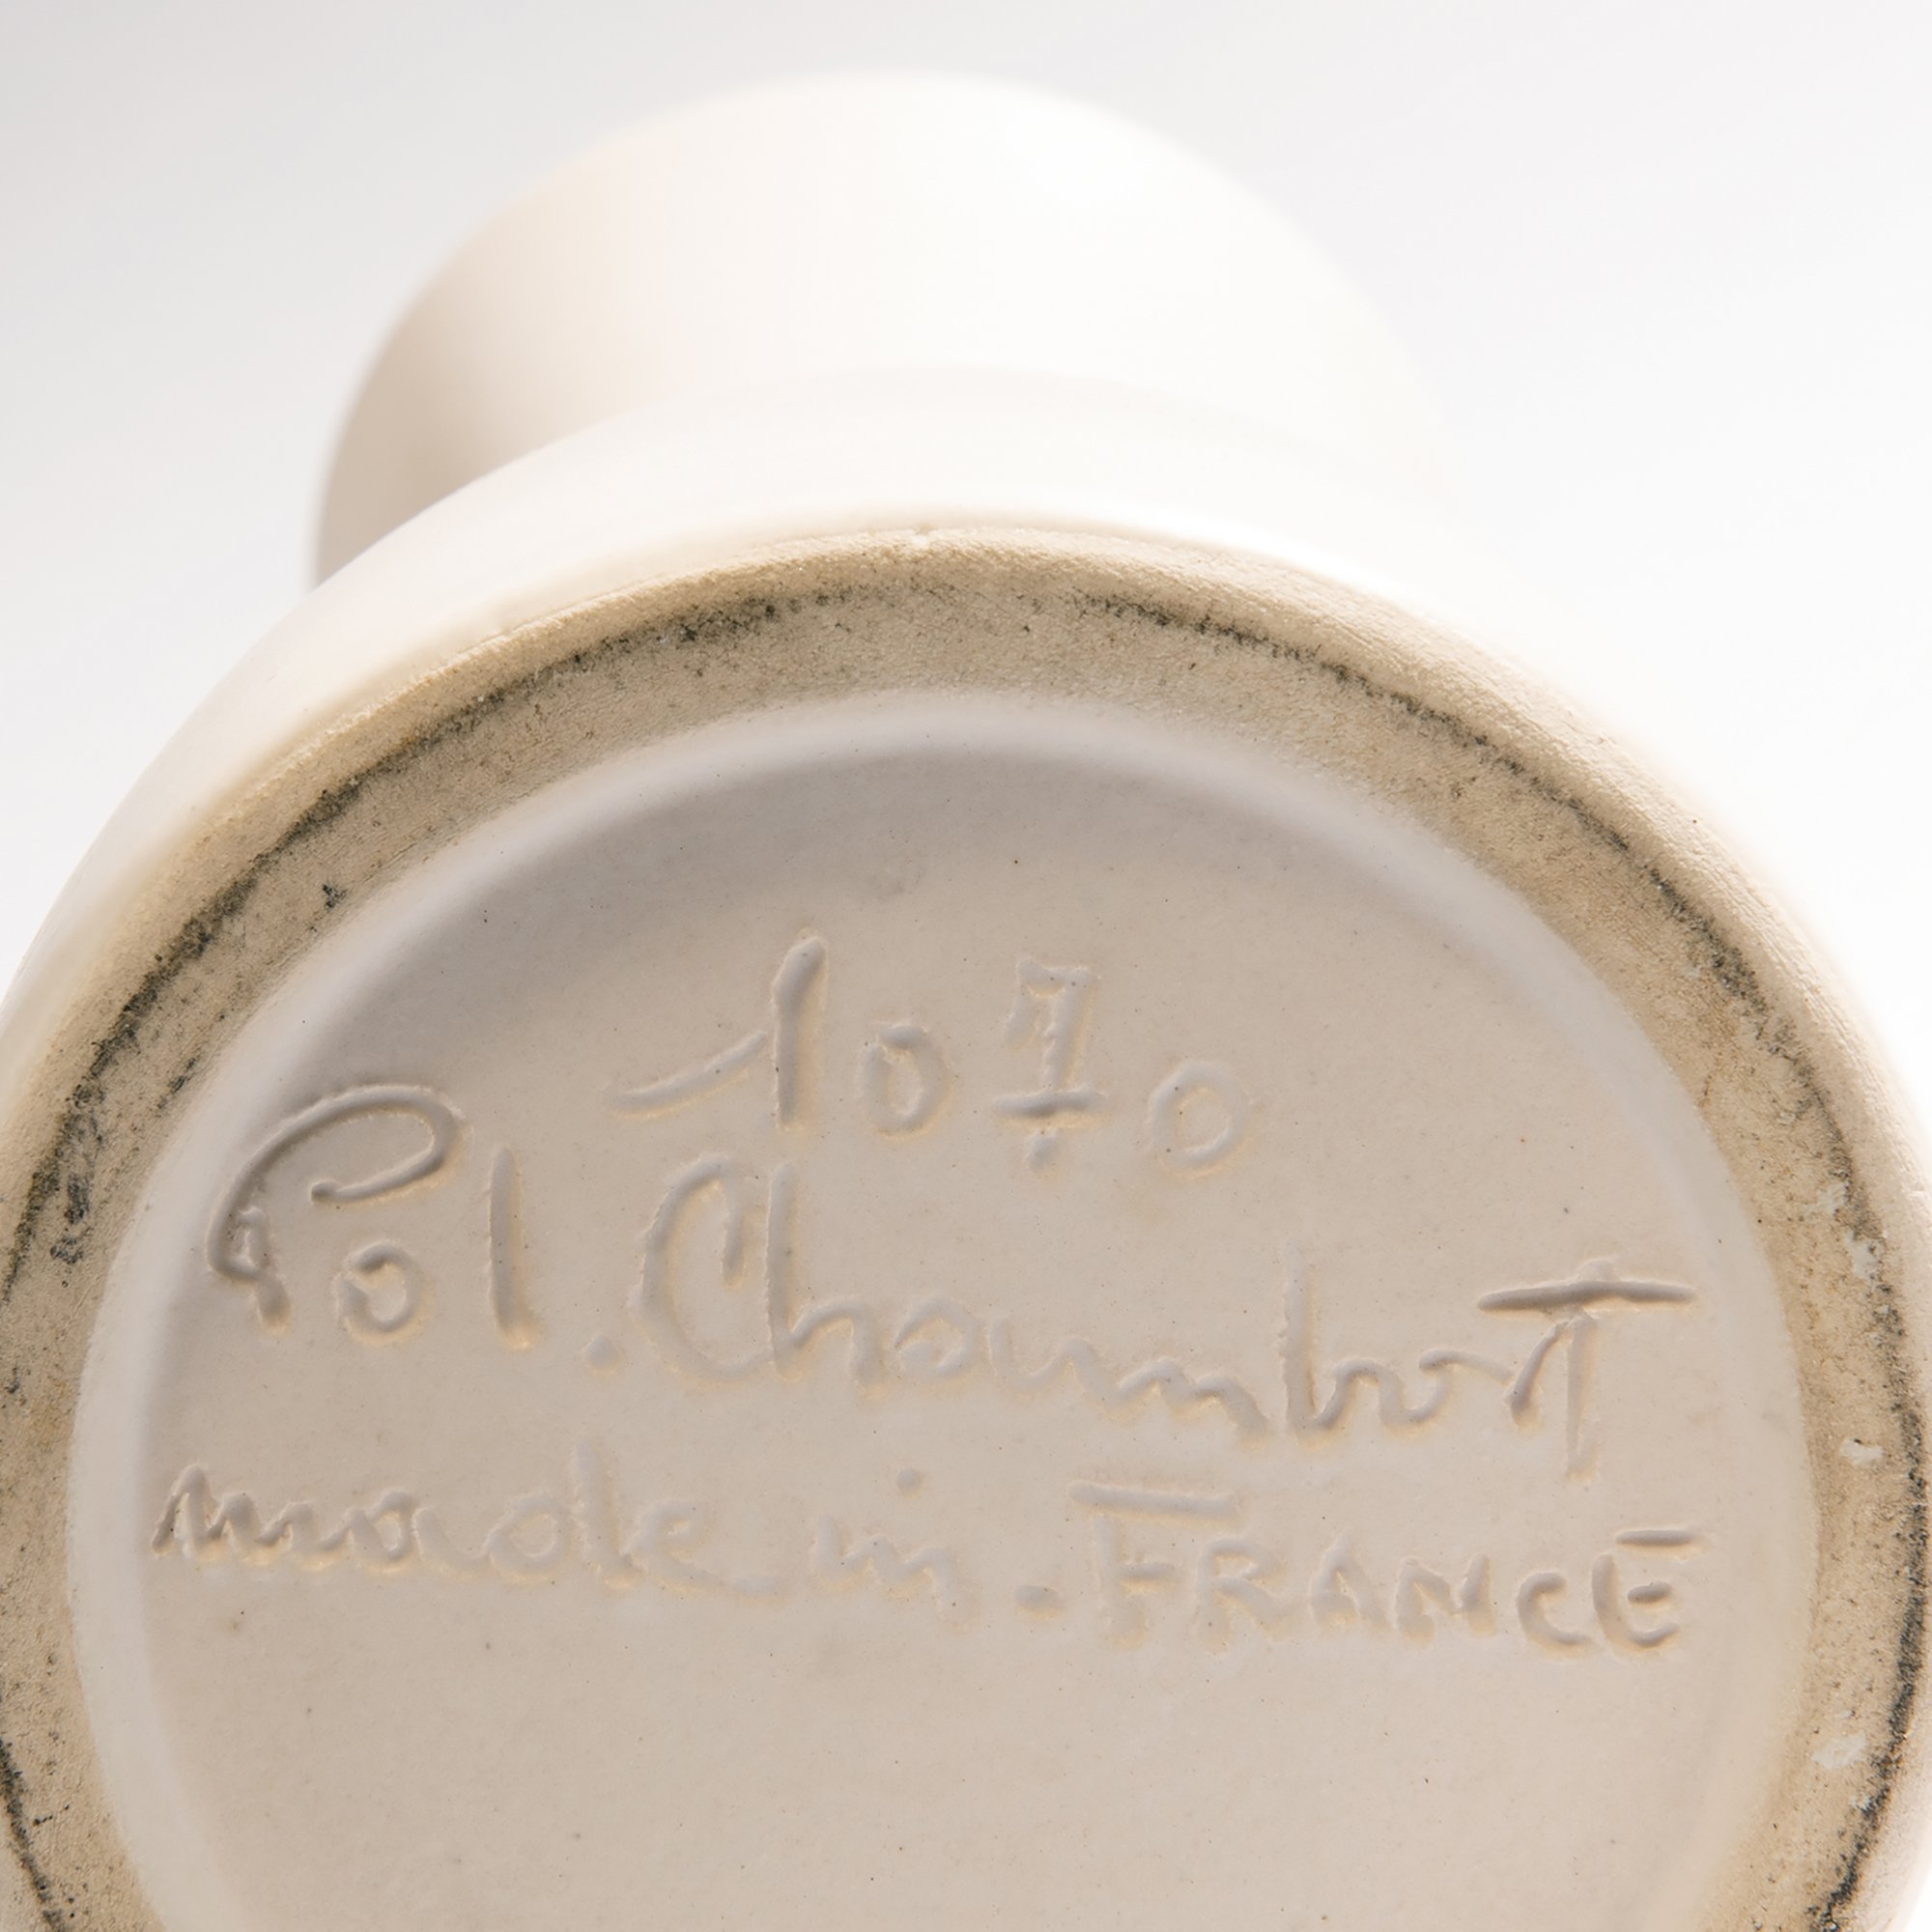 1070
Pol. Chambost
made in. FRANCE